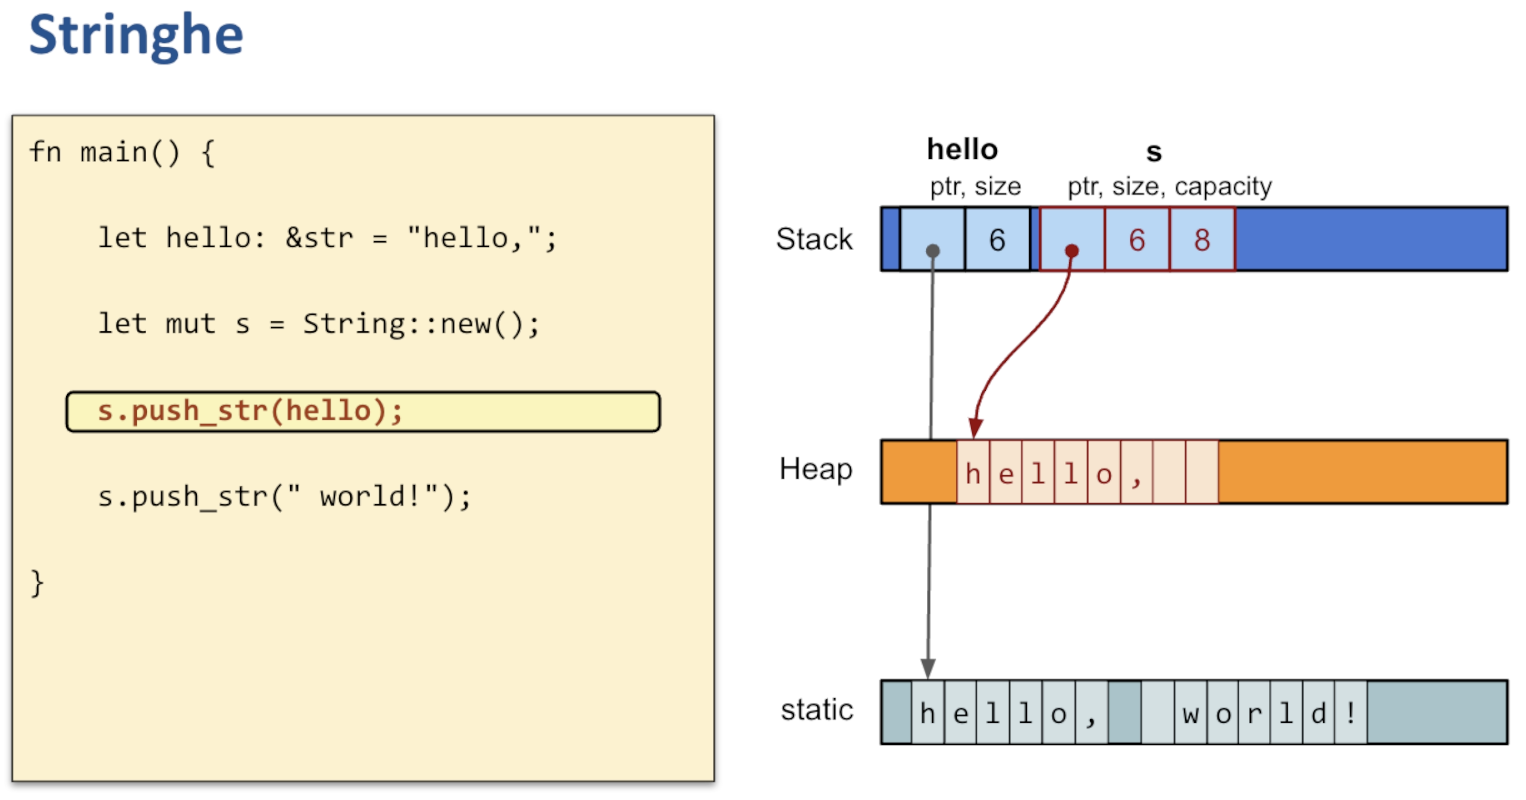 Stringhe
fn main() {
let hello: &str = "hello,";
let mut s = String::new();
s.push_str(hello);
s.push_str(" world!");
}
hello s
ptr, size ptr, size, capacity
Stack 6 6 8
Heap h e l l o ,
static h e l l o , w o r l d !